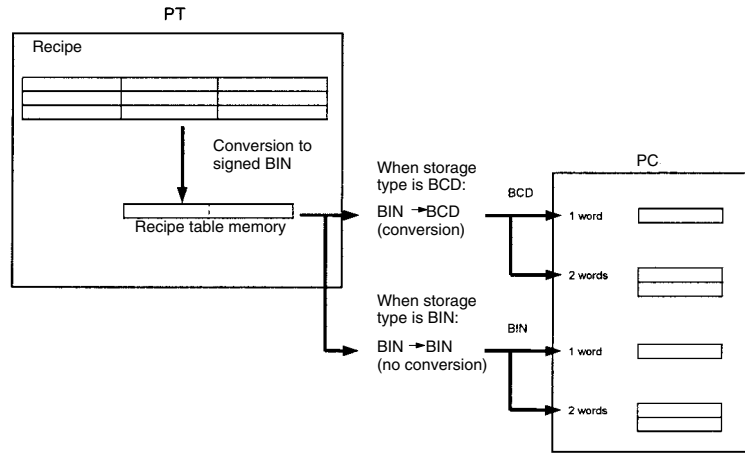 PT
Recipe
Conversion to
signed BIN
Recipe table memory
When storage
type is BCD:
BIN → BCD
(conversion)
When storage
type is BIN:
BIN → BIN
(no conversion)
PC
BCD
1 word
2 words
BIN
1 word
2 words